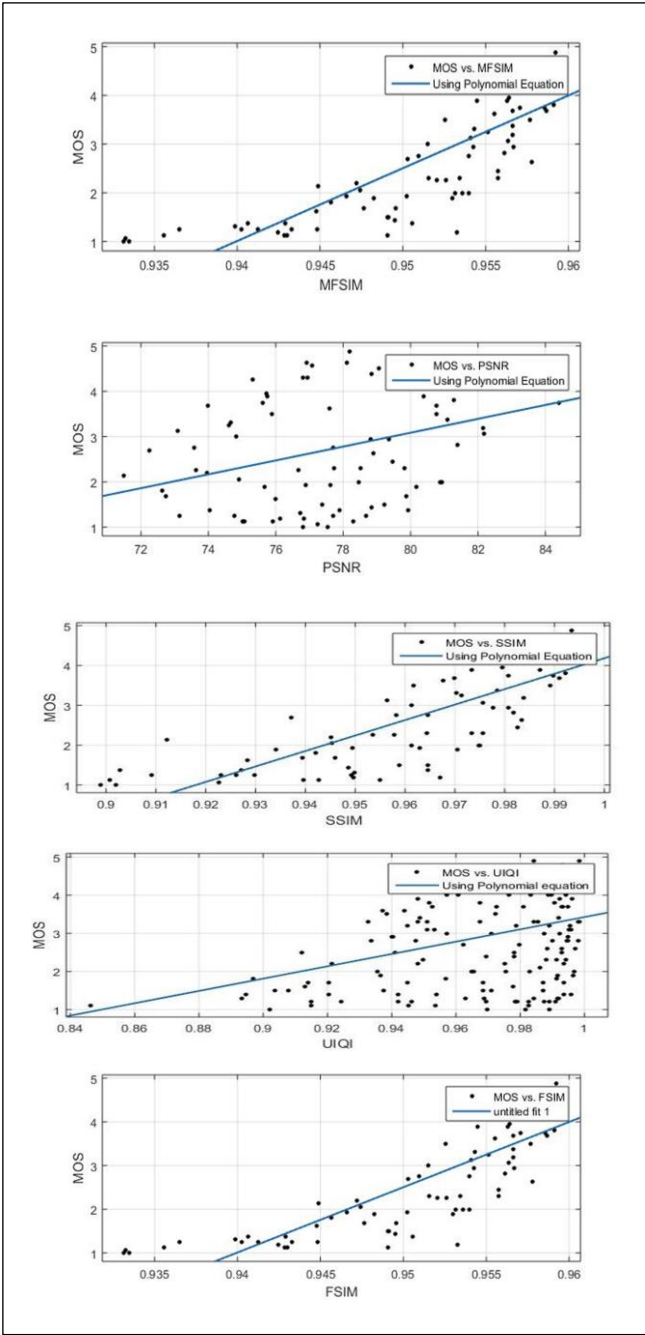 5
4
3
2
1
MOS
MOS vs. MFSIM
Using Polynomial Equation
0.935 0.94 0.945 0.95 0.955 0.96
MFSIM
5
4
3
2
1
MOS
MOS vs. PSNR
Using Polynomial Equation
72 74 76 78 80 82 84
PSNR
5
4
3
2
1
MOS
MOS vs. SSIM
Using Polynomial Equation
0.9 0.91 0.92 0.93 0.94 0.95 0.96 0.97 0.98 0.99 1
SSIM
5
4
3
2
1
MOS
MOS vs. UIQI
Using Polynomial equation
0.84 0.86 0.88 0.9 0.92 0.94 0.96 0.98 1
UIQI
5
4
3
2
1
MOS
MOS vs. FSIM
untitled fit 1
0.935 0.94 0.945 0.95 0.955 0.96
FSIM